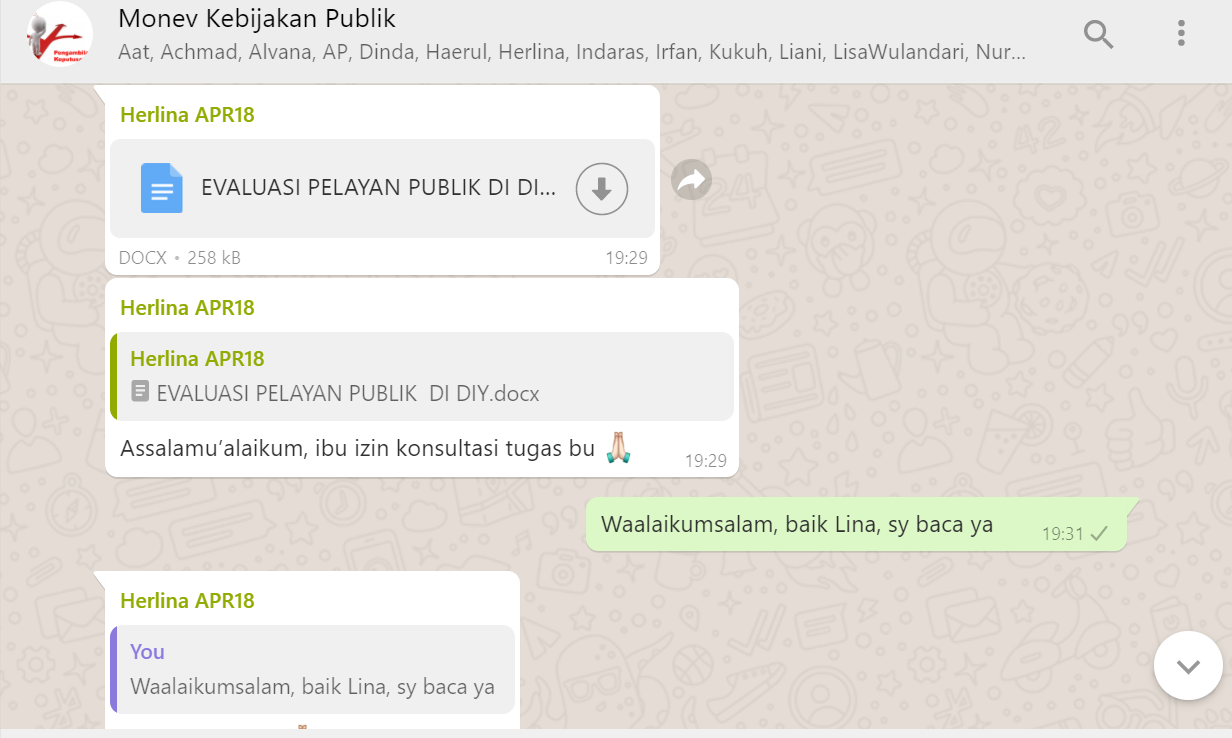 Monev Kebijakan Publik
Aat, Achmad, Alvana, AP, Dinda, Haerul, Herlina, Indaras, Irfan, Kukuh, Liani, LisaWulandari, Nur...
Pengambilan
Keputusan
Herlina APR18
EVALUASI PELAYAN PUBLIK DI DI...
DOCX • 258 kB 19:29
Herlina APR18
Herlina APR18
EVALUASI PELAYAN PUBLIK  DI DIY.docx
Assalamu’alaikum, ibu izin konsultasi tugas bu 🙏🏻
19:29
Waalaikumsalam, baik Lina, sy baca ya
19:31
Herlina APR18
You
Waalaikumsalam, baik Lina, sy baca ya